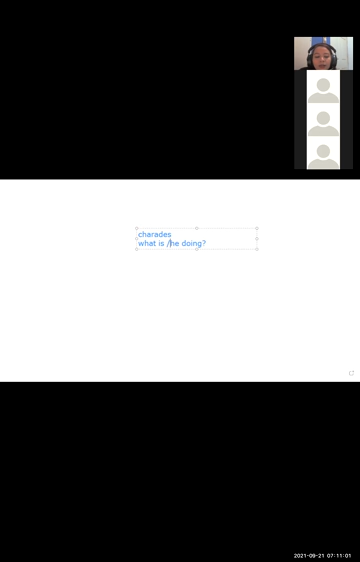 charades
what is /he doing?
2021-09-21 07:11:01